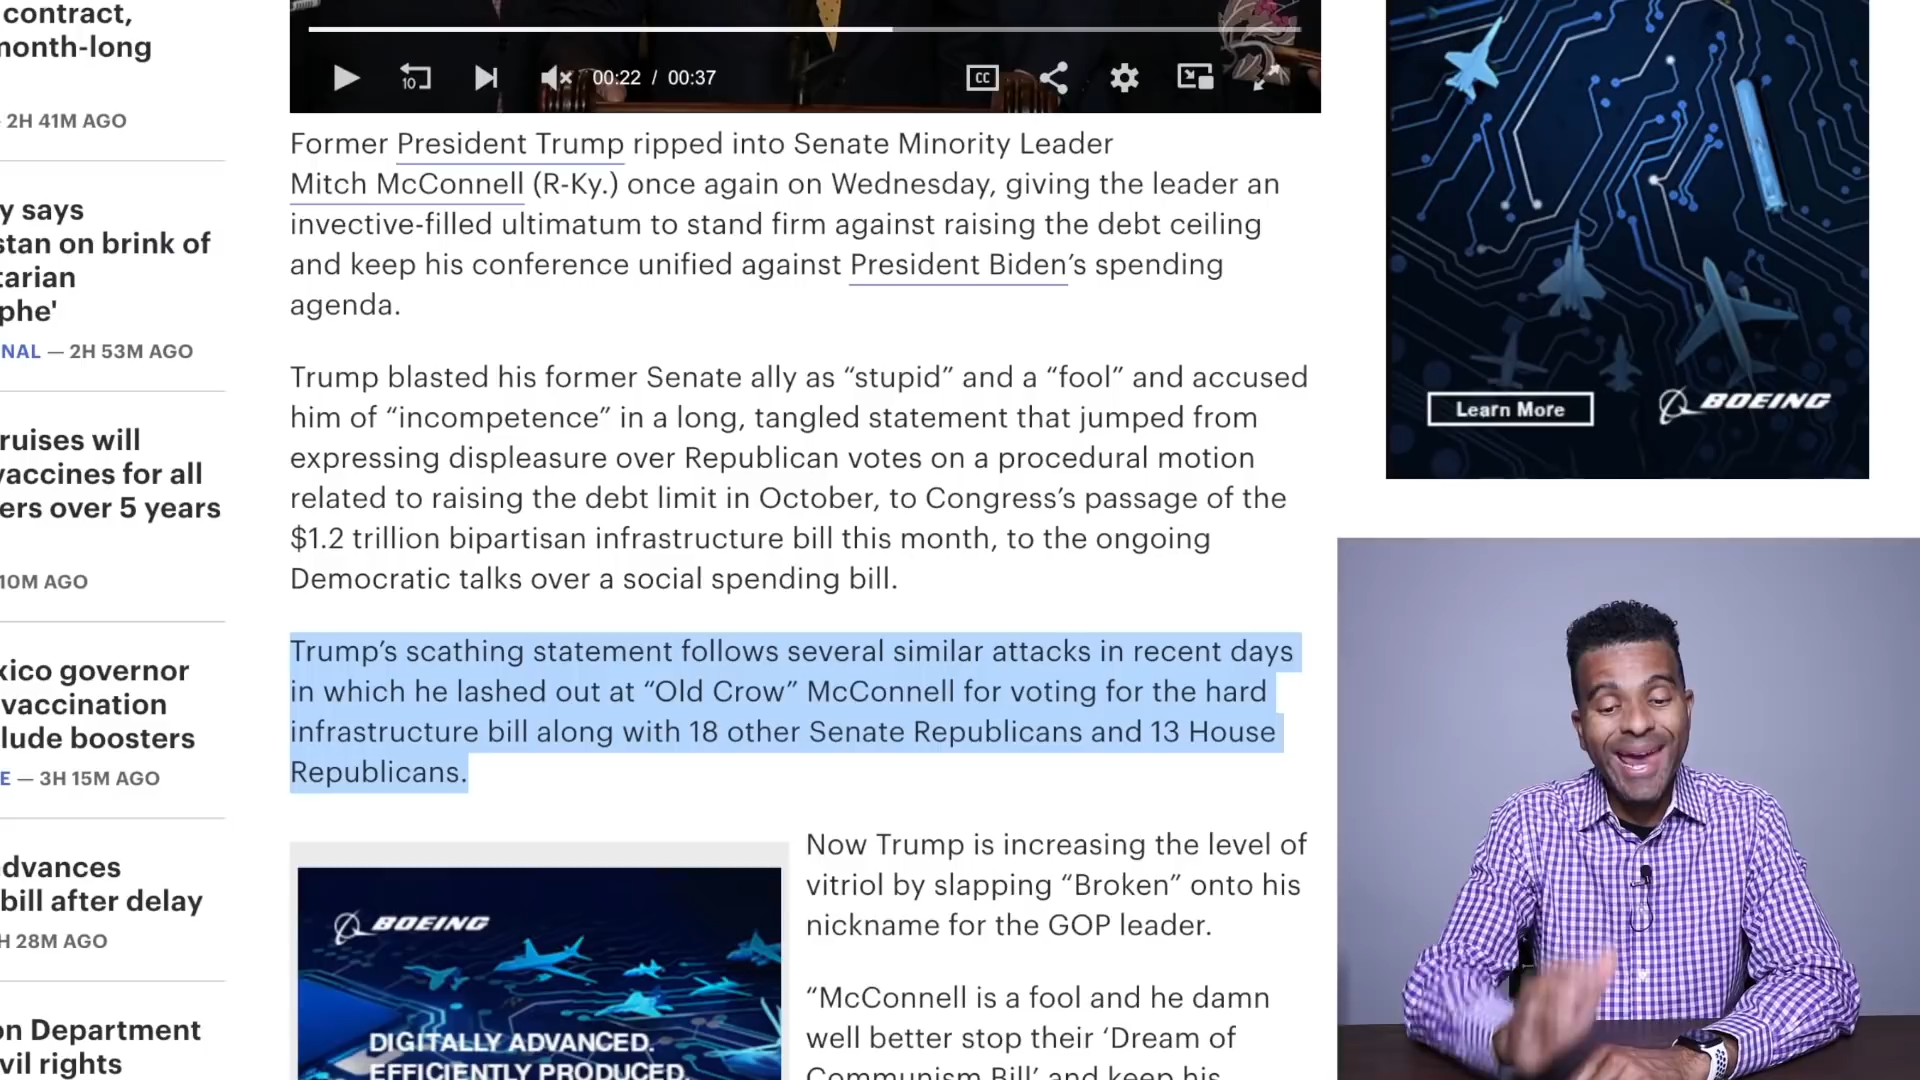 contract,
month-long
2H 41M AGO
y says
stan on brink of
tarian
phe'
NAL — 2H 53M AGO
ruises will
vaccines for all
ers over 5 years
10M AGO
xico governor
vaccination
lude boosters
E — 3H 15M AGO
advances
bill after delay
H 28M AGO
on Department
ivil rights
10
00:22 / 00:37
CC
Former President Trump ripped into Senate Minority Leader
Mitch McConnell (R-Ky.) once again on Wednesday, giving the leader an
invective-filled ultimatum to stand firm against raising the debt ceiling
and keep his conference unified against President Biden’s spending
agenda.
Trump blasted his former Senate ally as “stupid” and a “fool” and accused
him of “incompetence” in a long, tangled statement that jumped from
expressing displeasure over Republican votes on a procedural motion
related to raising the debt limit in October, to Congress’s passage of the
$1.2 trillion bipartisan infrastructure bill this month, to the ongoing
Democratic talks over a social spending bill.
Trump’s scathing statement follows several similar attacks in recent days
in which he lashed out at “Old Crow” McConnell for voting for the hard
infrastructure bill along with 18 other Senate Republicans and 13 House
Republicans.
BOEING
DIGITALLY ADVANCED.
EFFICIENTLY PRODUCED.
Now Trump is increasing the level of
vitriol by slapping “Broken” onto his
nickname for the GOP leader.
“McConnell is a fool and he damn
well better stop their ‘Dream of
Communism Bill’ and keep his
Learn More
BOEING